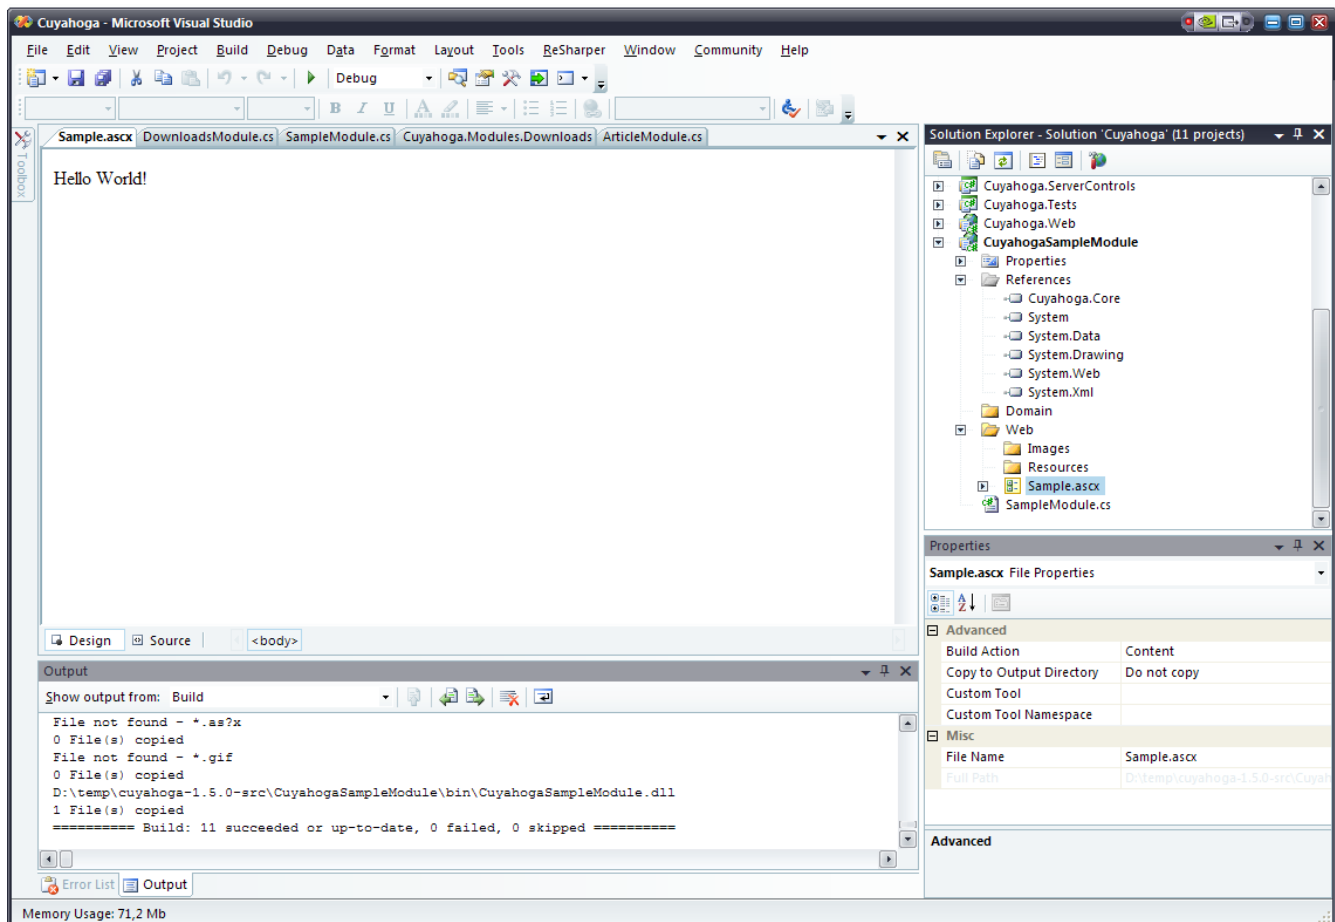 Cuyahoga - Microsoft Visual Studio
File Edit View Project Build Debug Data Format Layout Tools ReSharper Window Community Help
Debug
B I U A
Toolbox
Sample.ascx DownloadsModule.cs SampleModule.cs Cuyahoga.Modules.Downloads ArticleModule.cs
Hello World!
Design Source <body>
Output
Show output from: Build
File not found - *.as?x
0 File(s) copied
File not found - *.gif
0 File(s) copied
D:\temp\cuyahoga-1.5.0-src\CuyahogaSampleModule\bin\CuyahogaSampleModule.dll
1 File(s) copied
========== Build: 11 succeeded or up-to-date, 0 failed, 0 skipped ==========
Error List Output
Solution Explorer - Solution 'Cuyahoga' (11 projects)
Cuyahoga.ServerControls
Cuyahoga.Tests
Cuyahoga.Web
CuyahogaSampleModule
Properties
References
Cuyahoga.Core
System
System.Data
System.Drawing
System.Web
System.Xml
Domain
Web
Images
Resources
Sample.ascx
SampleModule.cs
Properties
Sample.ascx File Properties
Advanced
Build Action Content
Copy to Output Directory Do not copy
Custom Tool
Custom Tool Namespace
Misc
File Name Sample.ascx
Full Path D:\temp\cuyahoga-1.5.0-src\Cuyah
Advanced
Memory Usage: 71,2 Mb